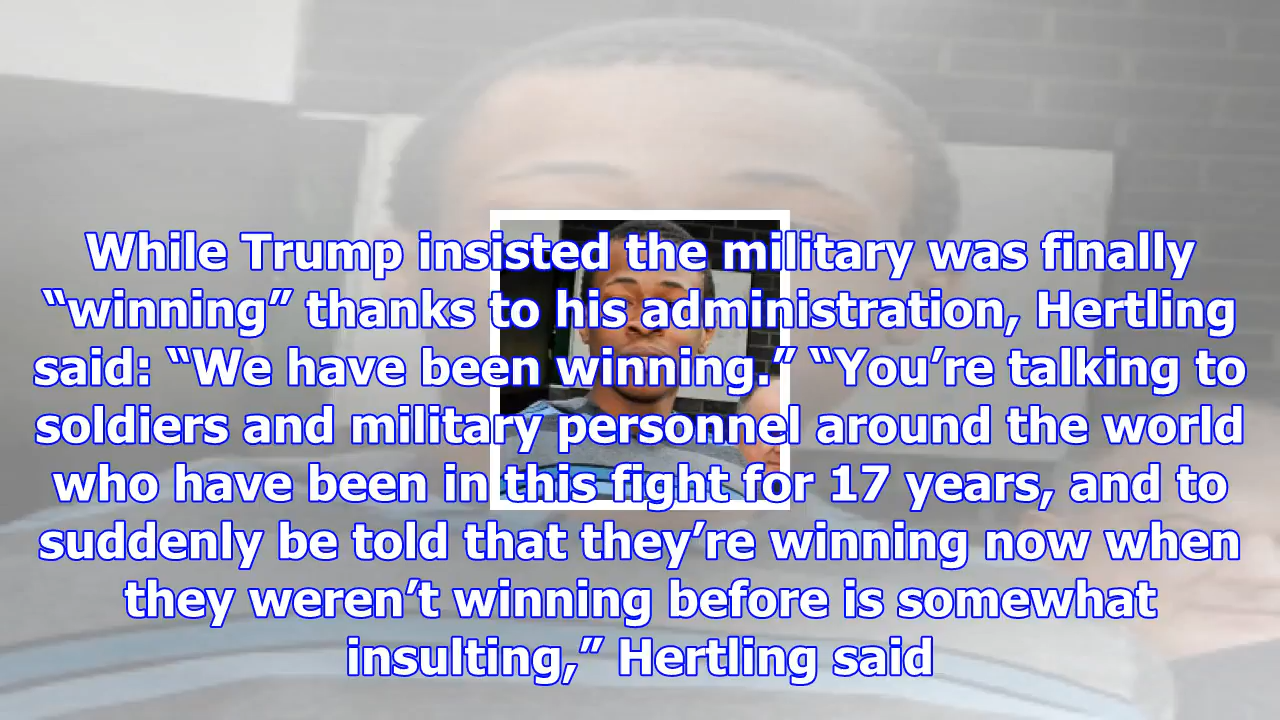 While Trump insisted the military was finally
“winning” thanks to his administration, Hertling
said: “We have been winning.” “You’re talking to
soldiers and military personnel around the world
who have been in this fight for 17 years, and to
suddenly be told that they’re winning now when
they weren’t winning before is somewhat
insulting,” Hertling said